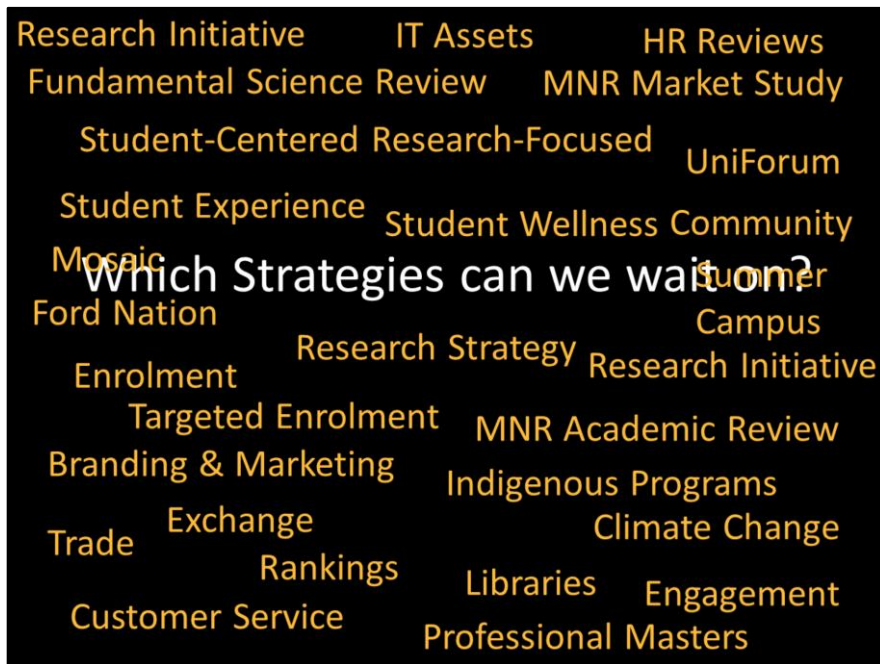 Research Initiative
IT Assets
HR Reviews
Fundamental Science Review
MNR Market Study
Student-Centered Research-Focused
UniForum
Student Experience
Student Wellness
Community
Mosaic
Which Strategies can we wait on?
Summer
Campus
Ford Nation
Research Strategy
Research Initiative
Enrolment
Targeted Enrolment
MNR Academic Review
Branding & Marketing
Indigenous Programs
Exchange
Climate Change
Trade
Rankings
Libraries
Engagement
Customer Service
Professional Masters